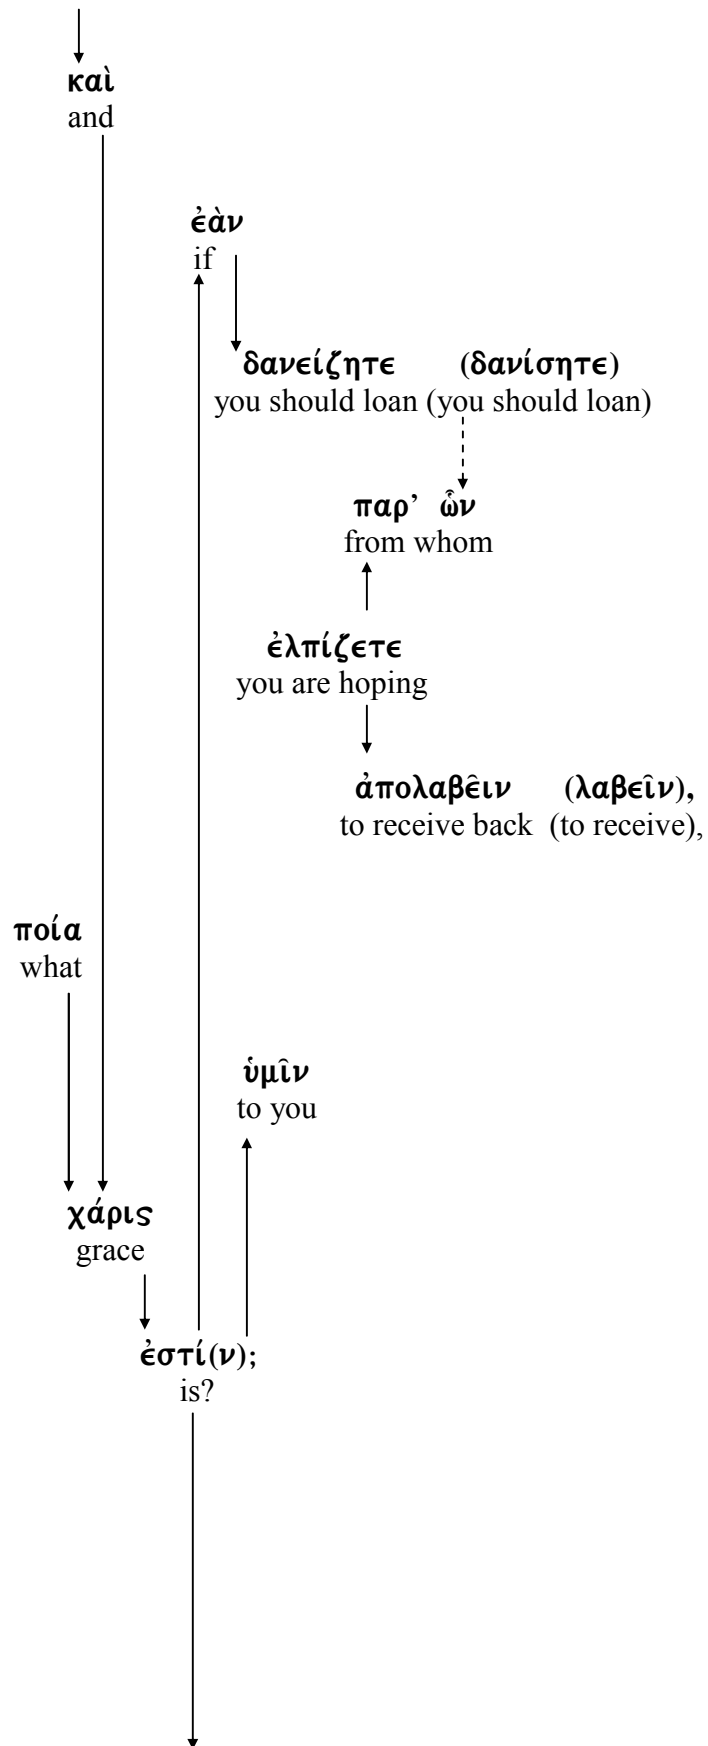 καὶ
and
ἐὰν
if
δανείζητε (δανίσητε)
you should loan (you should loan)
παρ’ ὧν
from whom
ἐλπίζετε
you are hoping
ἀπολαβεῖν (λαβεῖν),
to receive back (to receive),
ποία
what
ὑμῖν
to you
χάρις
grace
ἐστί(ν);
is?